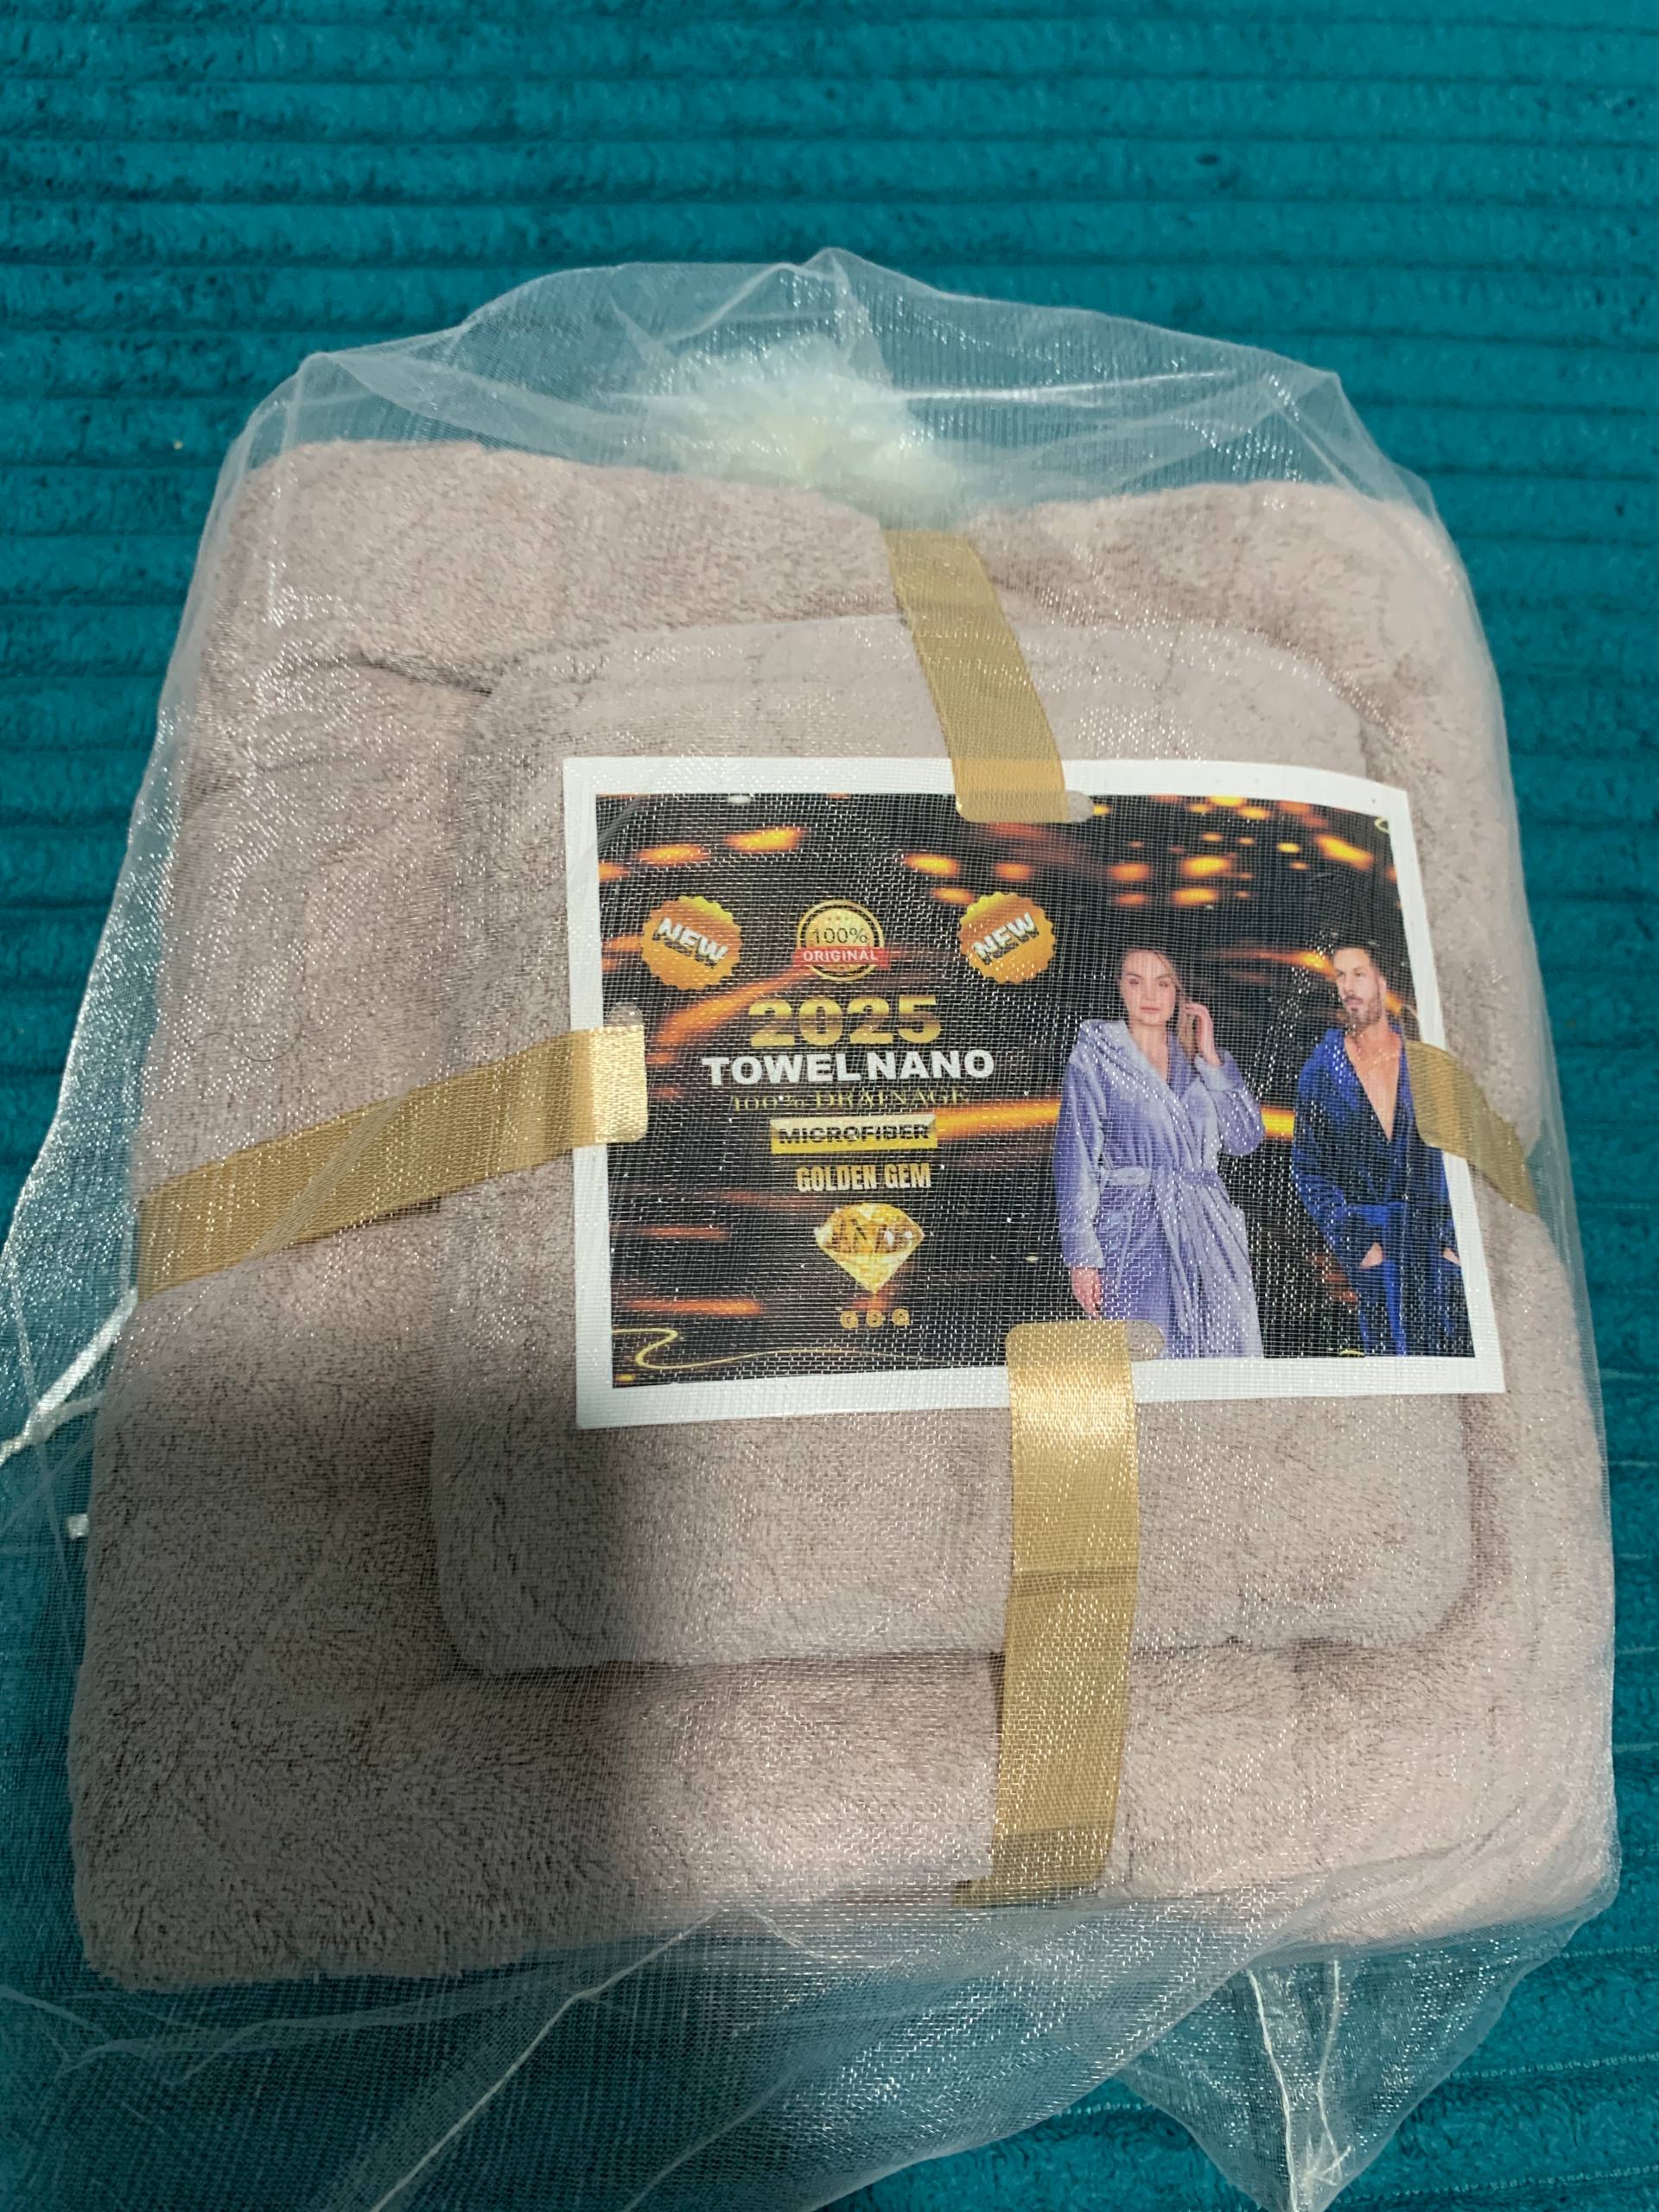 NEW
100%
ORIGINAL
NEW
2025
TOWEL NANO
100% DRAINAGE
MICROFIBER
GOLDEN GEM